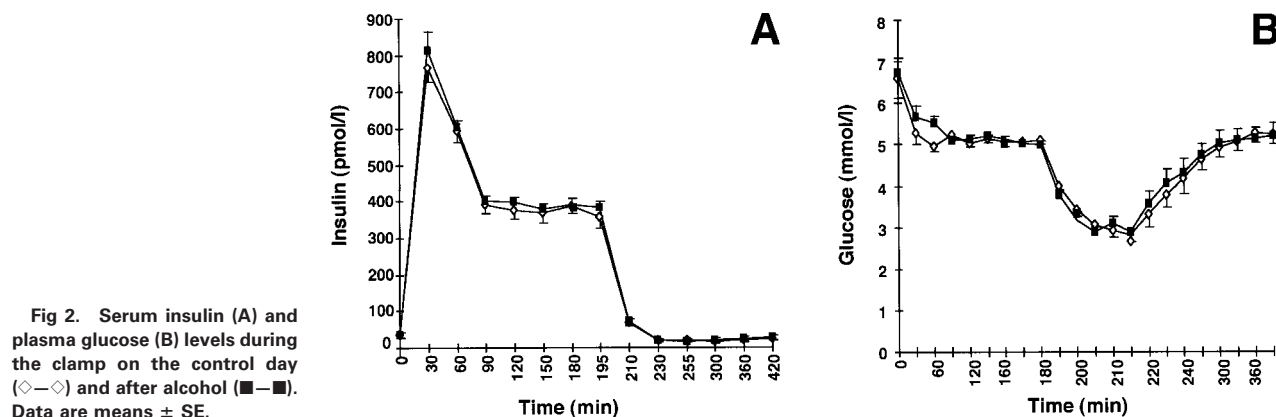 A
Insulin (pmol/l)
900
800
700
600
500
400
300
200
100
0
0 30 60 90 120 150 180 195 210 230 255 300 360 420
Time (min)
B
Glucose (mmol/l)
8
7
6
5
4
3
2
1
0
0 60 120 160 180 200 210 220 240 300 360
Time (min)
Fig 2. Serum insulin (A) and
plasma glucose (B) levels during
the clamp on the control day
(◇—◇) and after alcohol (■—■).
Data are means ± SE.